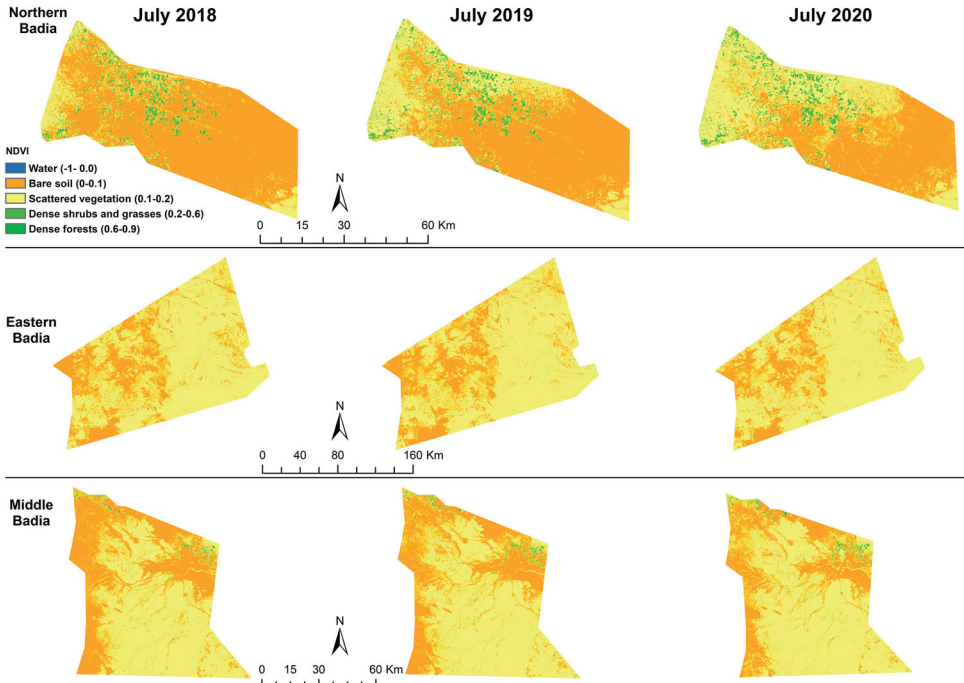 Northern
Badia
July 2018
July 2019
July 2020
NDVI
Water (-1- 0.0)
Bare soil (0-0.1)
Scattered vegetation (0.1-0.2)
Dense shrubs and grasses (0.2-0.6)
Dense forests (0.6-0.9)
N
0 15 30 60 Km
Eastern
Badia
N
0 40 80 160 Km
Middle
Badia
N
0 15 30 60 Km